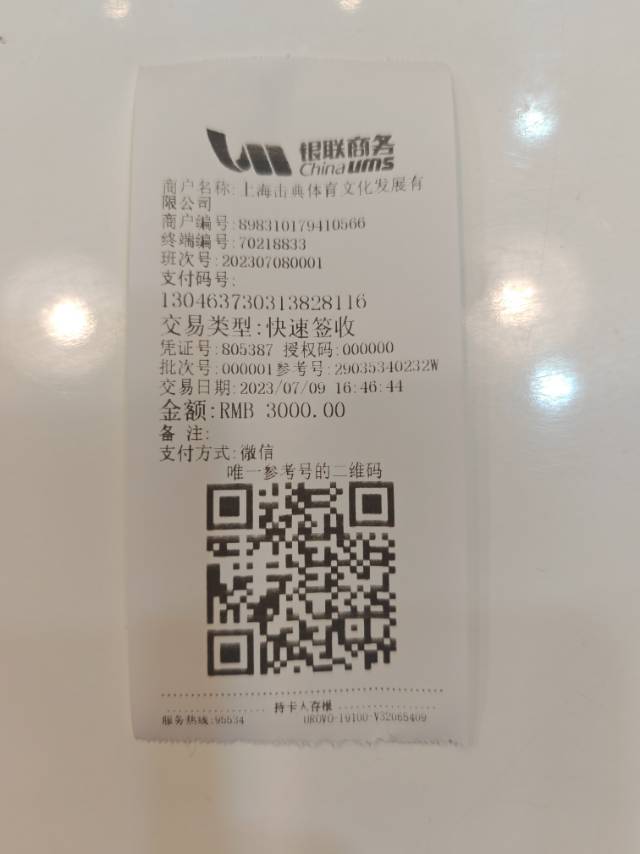 银联商务
China ums
商户名称:上海击典体育文化发展有
限公司
商户编号:898310179410566
终端编号:70218833
班次号:202307080001
支付码号:
130463730313828116
交易类型:快速签收
凭证号:805387 授权码:000000
批次号:000001参考号:29035340232W
交易日期:2023/07/09 16:46:44
金额:RMB 3000.00
备 注:
支付方式:微信
唯一参考号的二维码
持卡人存根
服务热线:95534 UROVO-I9100-V32065409